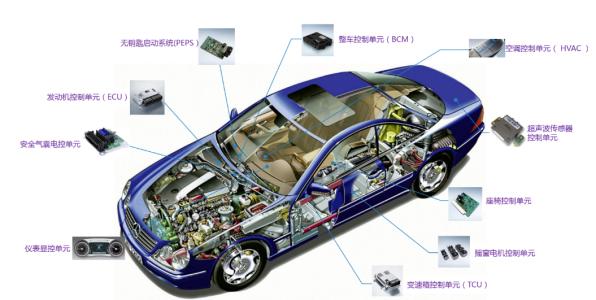 无钥匙启动系统(PEPS)
整车控制单元（BCM）
空调控制单元（ HVAC ）
发动机控制单元（ECU）
安全气囊电控单元
超声波传感器
控制单元
座椅控制单元
仪表显控单元
摇窗电机控制单元
变速箱控制单元（TCU）